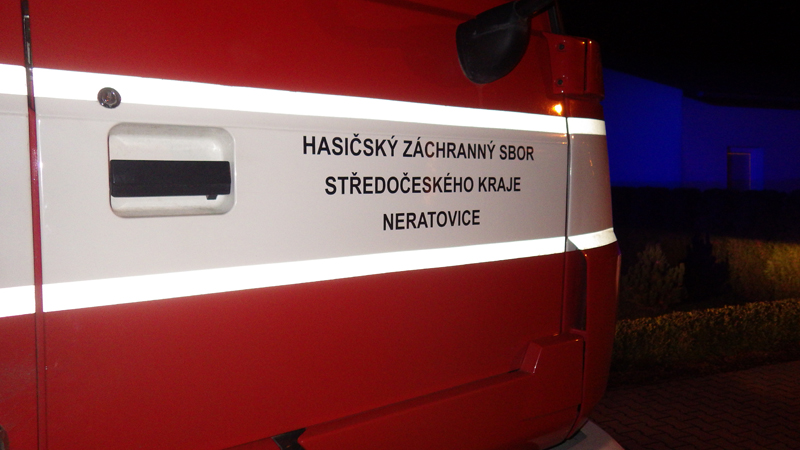 HASIČSKÝ ZÁCHRANNÝ SBOR
STŘEDOČESKÉHO KRAJE
NERATOVICE